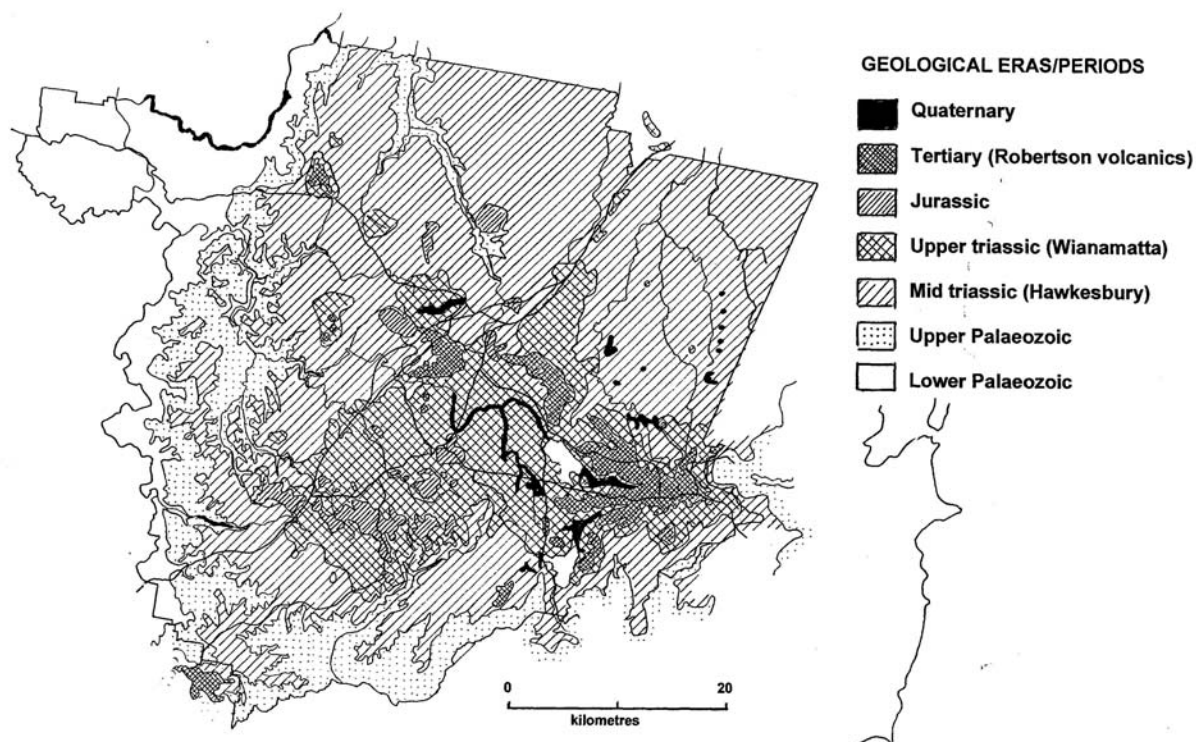 GEOLOGICAL ERAS/PERIODS
Quaternary
Tertiary (Robertson volcanics)
Jurassic
Upper triassic (Wianamatta)
Mid triassic (Hawkesbury)
Upper Palaeozoic
Lower Palaeozoic
0 20
kilometres